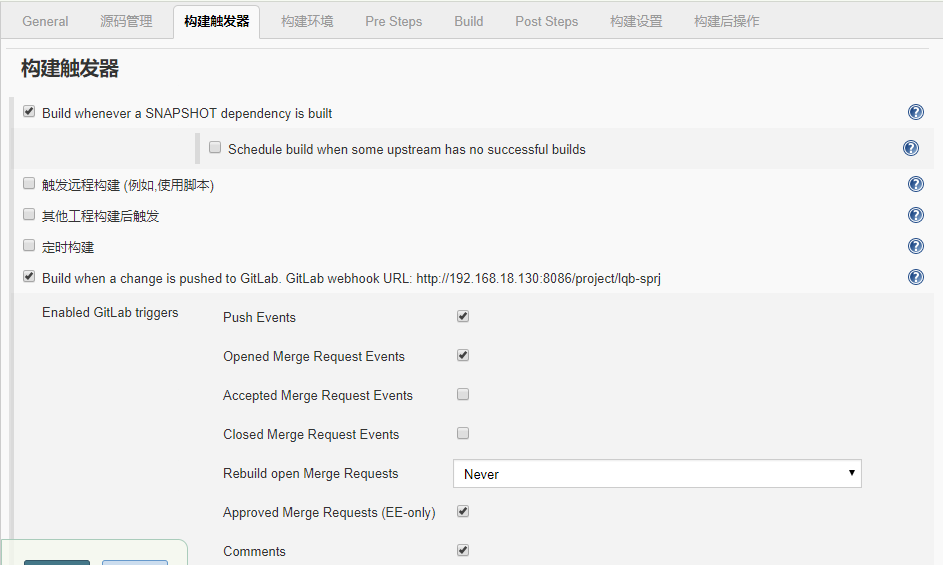 General 源码管理 构建触发器 构建环境 Pre Steps Build Post Steps 构建设置 构建后操作
构建触发器
Build whenever a SNAPSHOT dependency is built
Schedule build when some upstream has no successful builds
触发远程构建 (例如,使用脚本)
其他工程构建后触发
定时构建
Build when a change is pushed to GitLab. GitLab webhook URL: http://192.168.18.130:8086/project/lqb-sprj
Enabled GitLab triggers
Push Events
Opened Merge Request Events
Accepted Merge Request Events
Closed Merge Request Events
Rebuild open Merge Requests Never
Approved Merge Requests (EE-only)
Comments